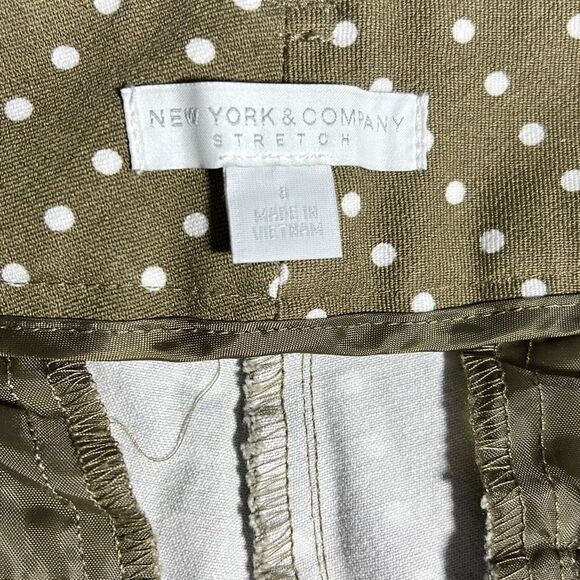 NEW YORK & COMPANY
STRETCH
8
MADE IN
VIETNAM